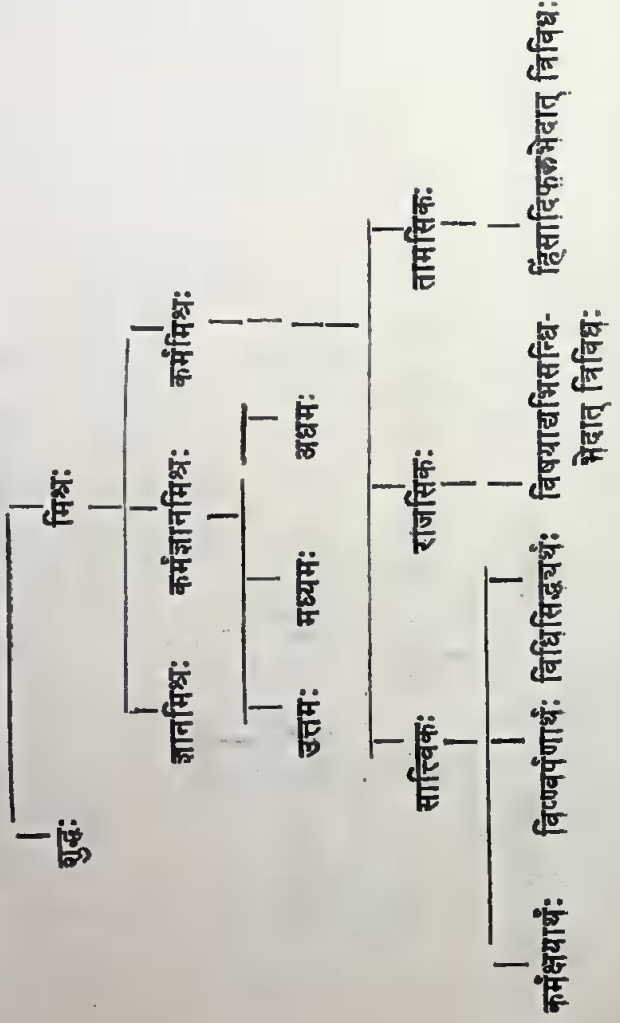 शुद्धः मिश्रः
ज्ञानमिश्रः कर्मज्ञानमिश्रः कर्ममिश्रः
उत्तमः मध्यमः अधमः
सात्त्विकः राजसिकः तामसिकः
कर्मक्षयार्थः विष्ण्वर्पणार्थः विधिसिद्ध्यर्थः विषयाद्यभिसन्धि- हिंसादिफलभेदात् त्रिविधः
भेदात् त्रिविधः